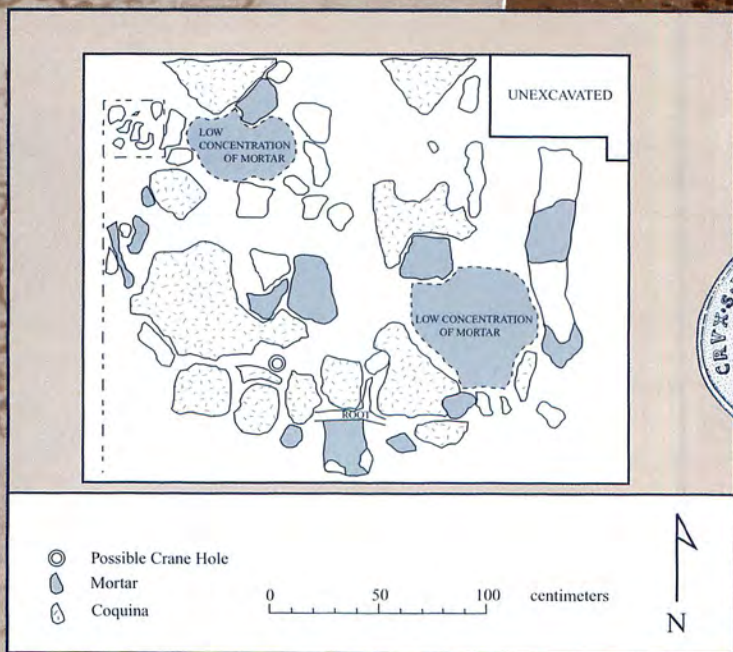 UNEXCAVATED
LOW
CONCENTRATION
OF MORTAR
LOW CONCENTRATION
OF MORTAR
ROOT
CRVX·S
Possible Crane Hole
Mortar
Coquina
0 50 100 centimeters
N